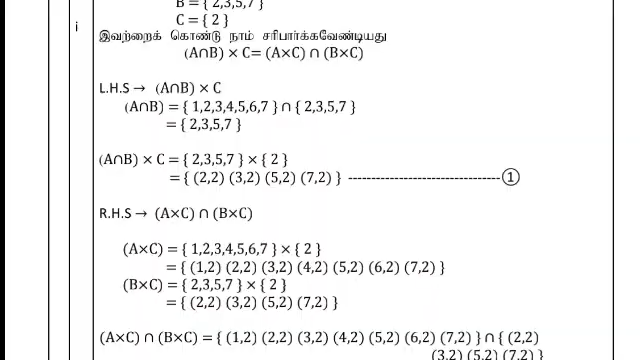 B = { 2,3,5,7 }
C = { 2 }
i
இவற்றைக் கொண்டு நாம் சரிபார்க்கவேண்டியது
(A∩B) × C= (A×C) ∩ (B×C)
L.H.S → (A∩B) × C
(A∩B) = { 1,2,3,4,5,6,7 } ∩ { 2,3,5,7 }
= { 2,3,5,7 }
(A∩B) × C = { 2,3,5,7 } × { 2 }
= { (2,2) (3,2) (5,2) (7,2) } --------------------------------- ①
R.H.S → (A×C) ∩ (B×C)
(A×C) = { 1,2,3,4,5,6,7 } × { 2 }
= { (1,2) (2,2) (3,2) (4,2) (5,2) (6,2) (7,2) }
(B×C) = { 2,3,5,7 } × { 2 }
= { (2,2) (3,2) (5,2) (7,2) }
(A×C) ∩ (B×C) = { (1,2) (2,2) (3,2) (4,2) (5,2) (6,2) (7,2) } ∩ { (2,2)
(3,2) (5,2) (7,2) }